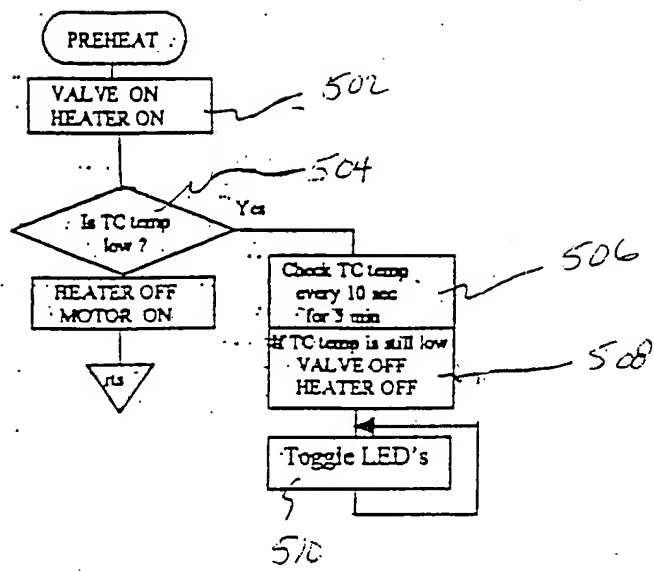 PREHEAT
VALVE ON
HEATER ON
502
504
Is TC temp
low ?
Yes
HEATER OFF
MOTOR ON
rts
Check TC temp
every 10 sec
for 3 min
506
If TC temp is still low
VALVE OFF
HEATER OFF
508
Toggle LED's
510